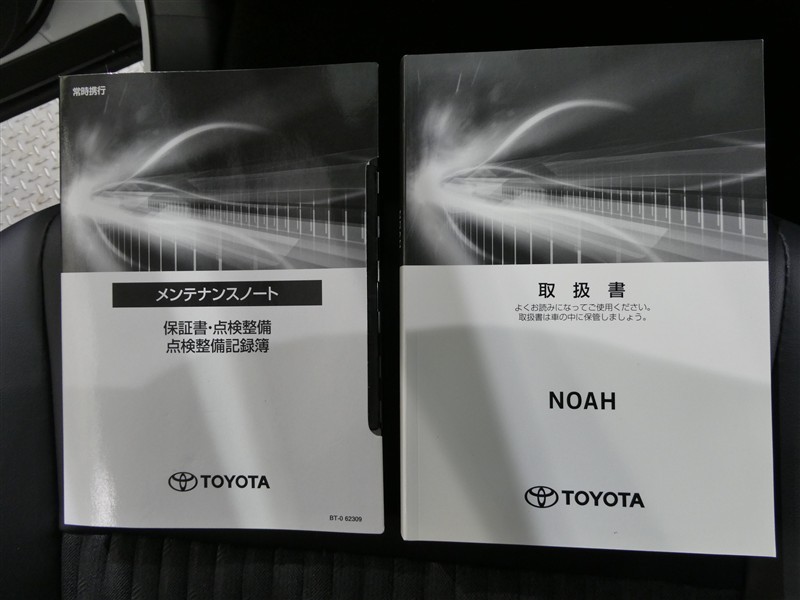 常時携行
メンテナンスノート
保証書・点検整備
点検整備記録簿
TOYOTA
BT-0 62309
取扱書
よくお読みになってご使用ください。
取扱書は車の中に保管しましょう。
NOAH
TOYOTA